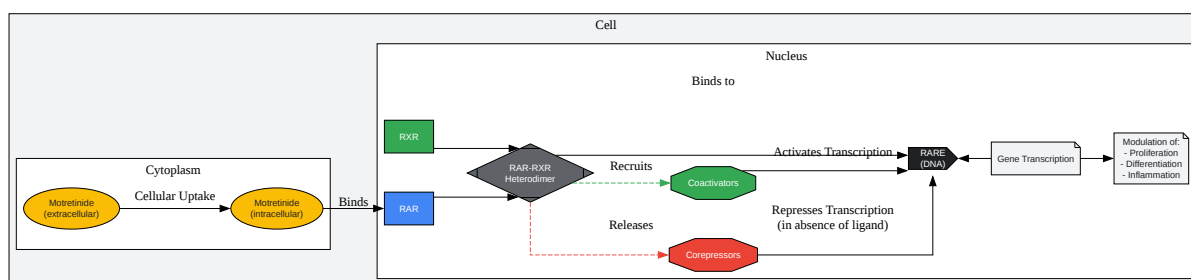 Cell
Nucleus
Binds to
RXR
RAR-RXR
Heterodimer
Recruits
Activates Transcription
Coactivators
RARE
(DNA)
Gene Transcription
Modulation of:
- Proliferation
- Differentiation
- Inflammation
Cytoplasm
Motretinide
(extracellular)
Cellular Uptake
Motretinide
(intracellular)
Binds
RAR
Releases
Represses Transcription
(in absence of ligand)
Corepressors